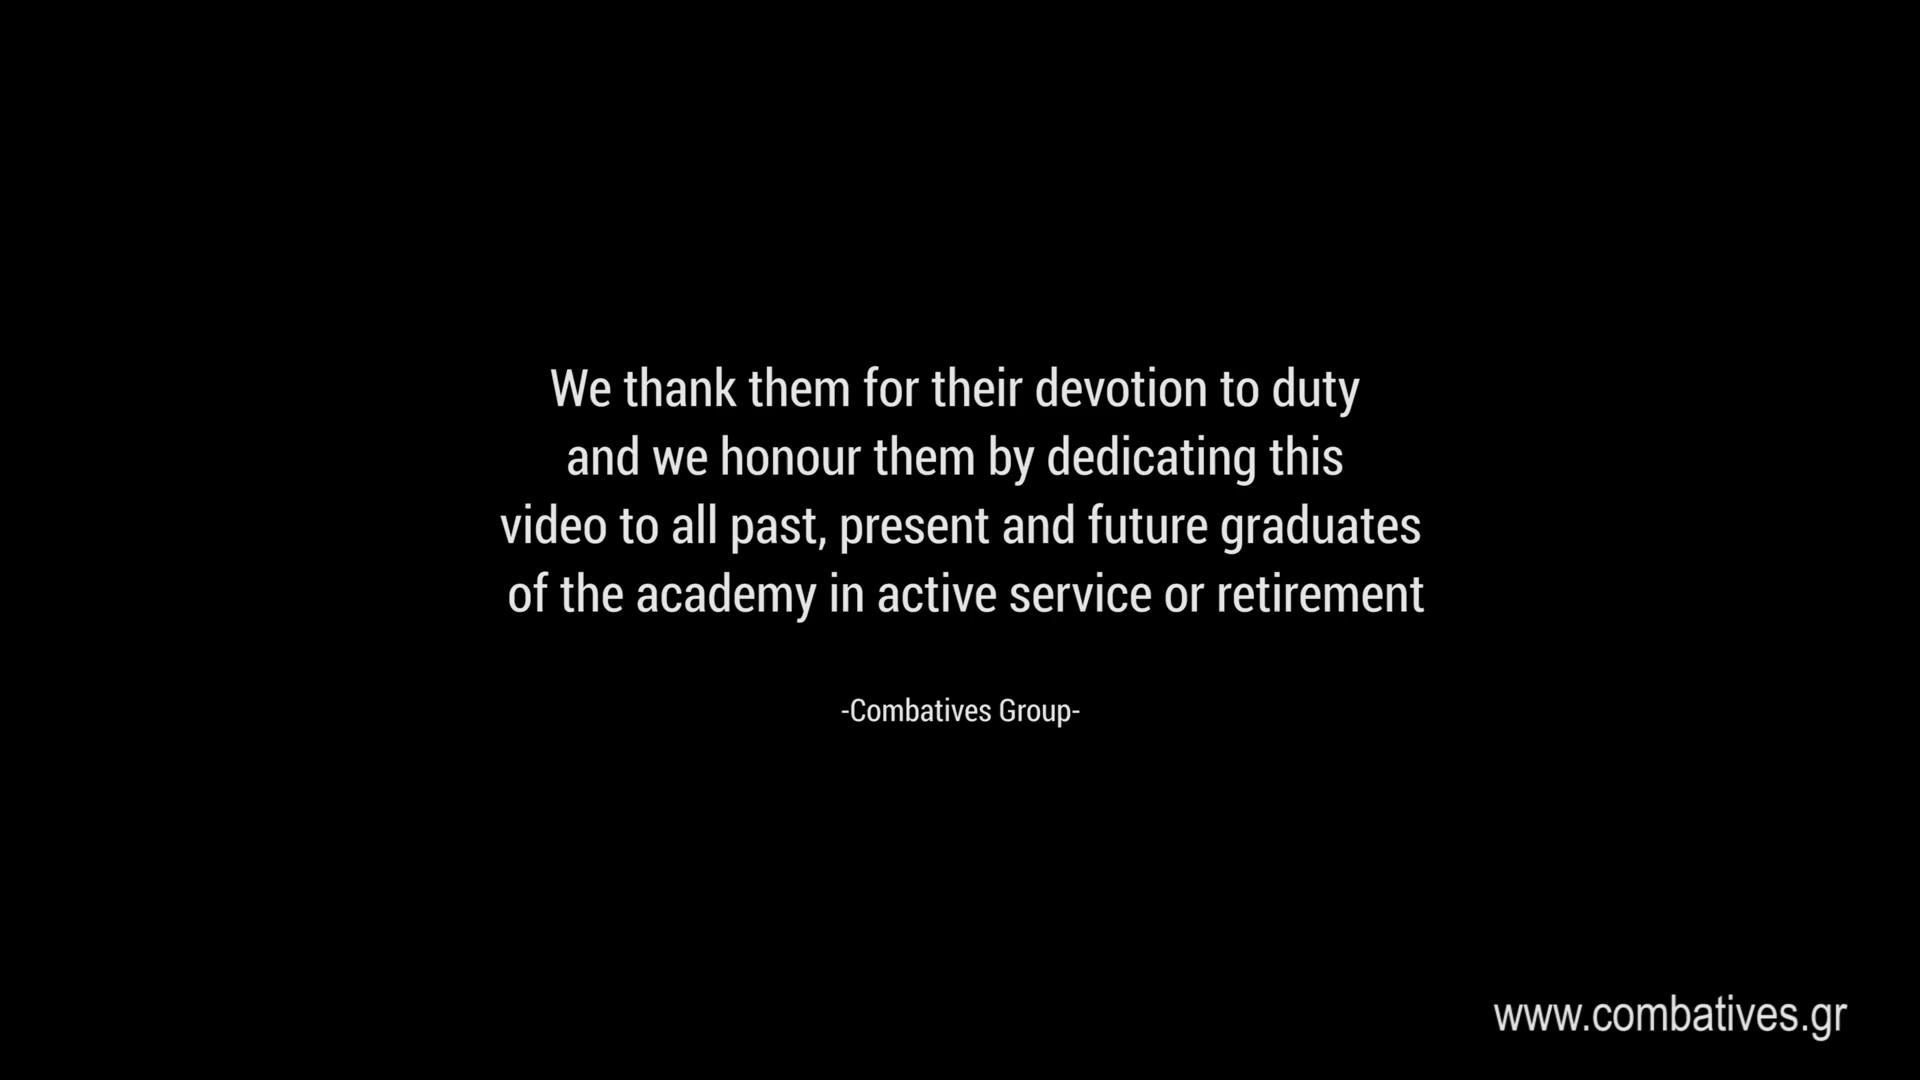 We thank them for their devotion to duty
and we honour them by dedicating this
video to all past, present and future graduates
of the academy in active service or retirement
-Combatives Group-
www.combatives.gr